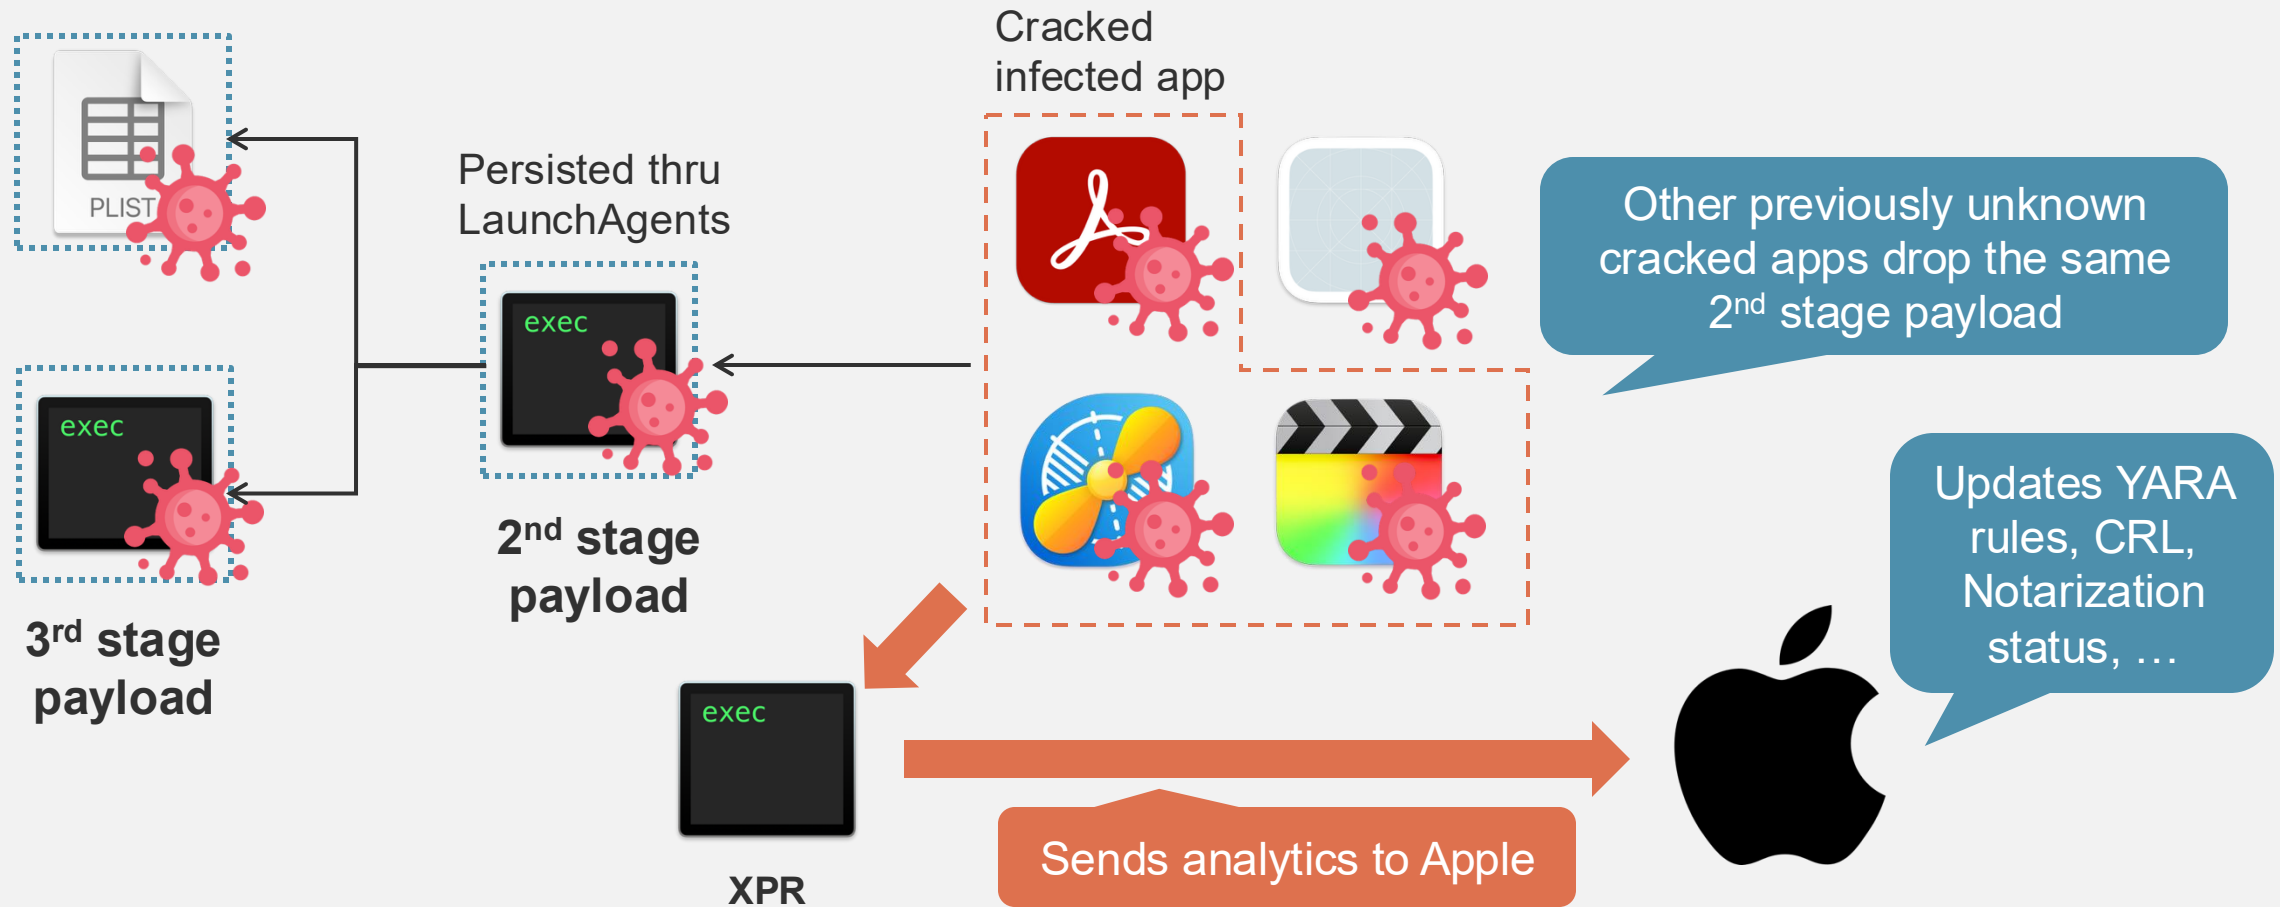 Cracked
infected app
PLIST
Persisted thru
LaunchAgents
exec
2nd stage
payload
exec
3rd stage
payload
Other previously unknown
cracked apps drop the same
2nd stage payload
Updates YARA
rules, CRL,
Notarization
status, …
exec
XPR
Sends analytics to Apple